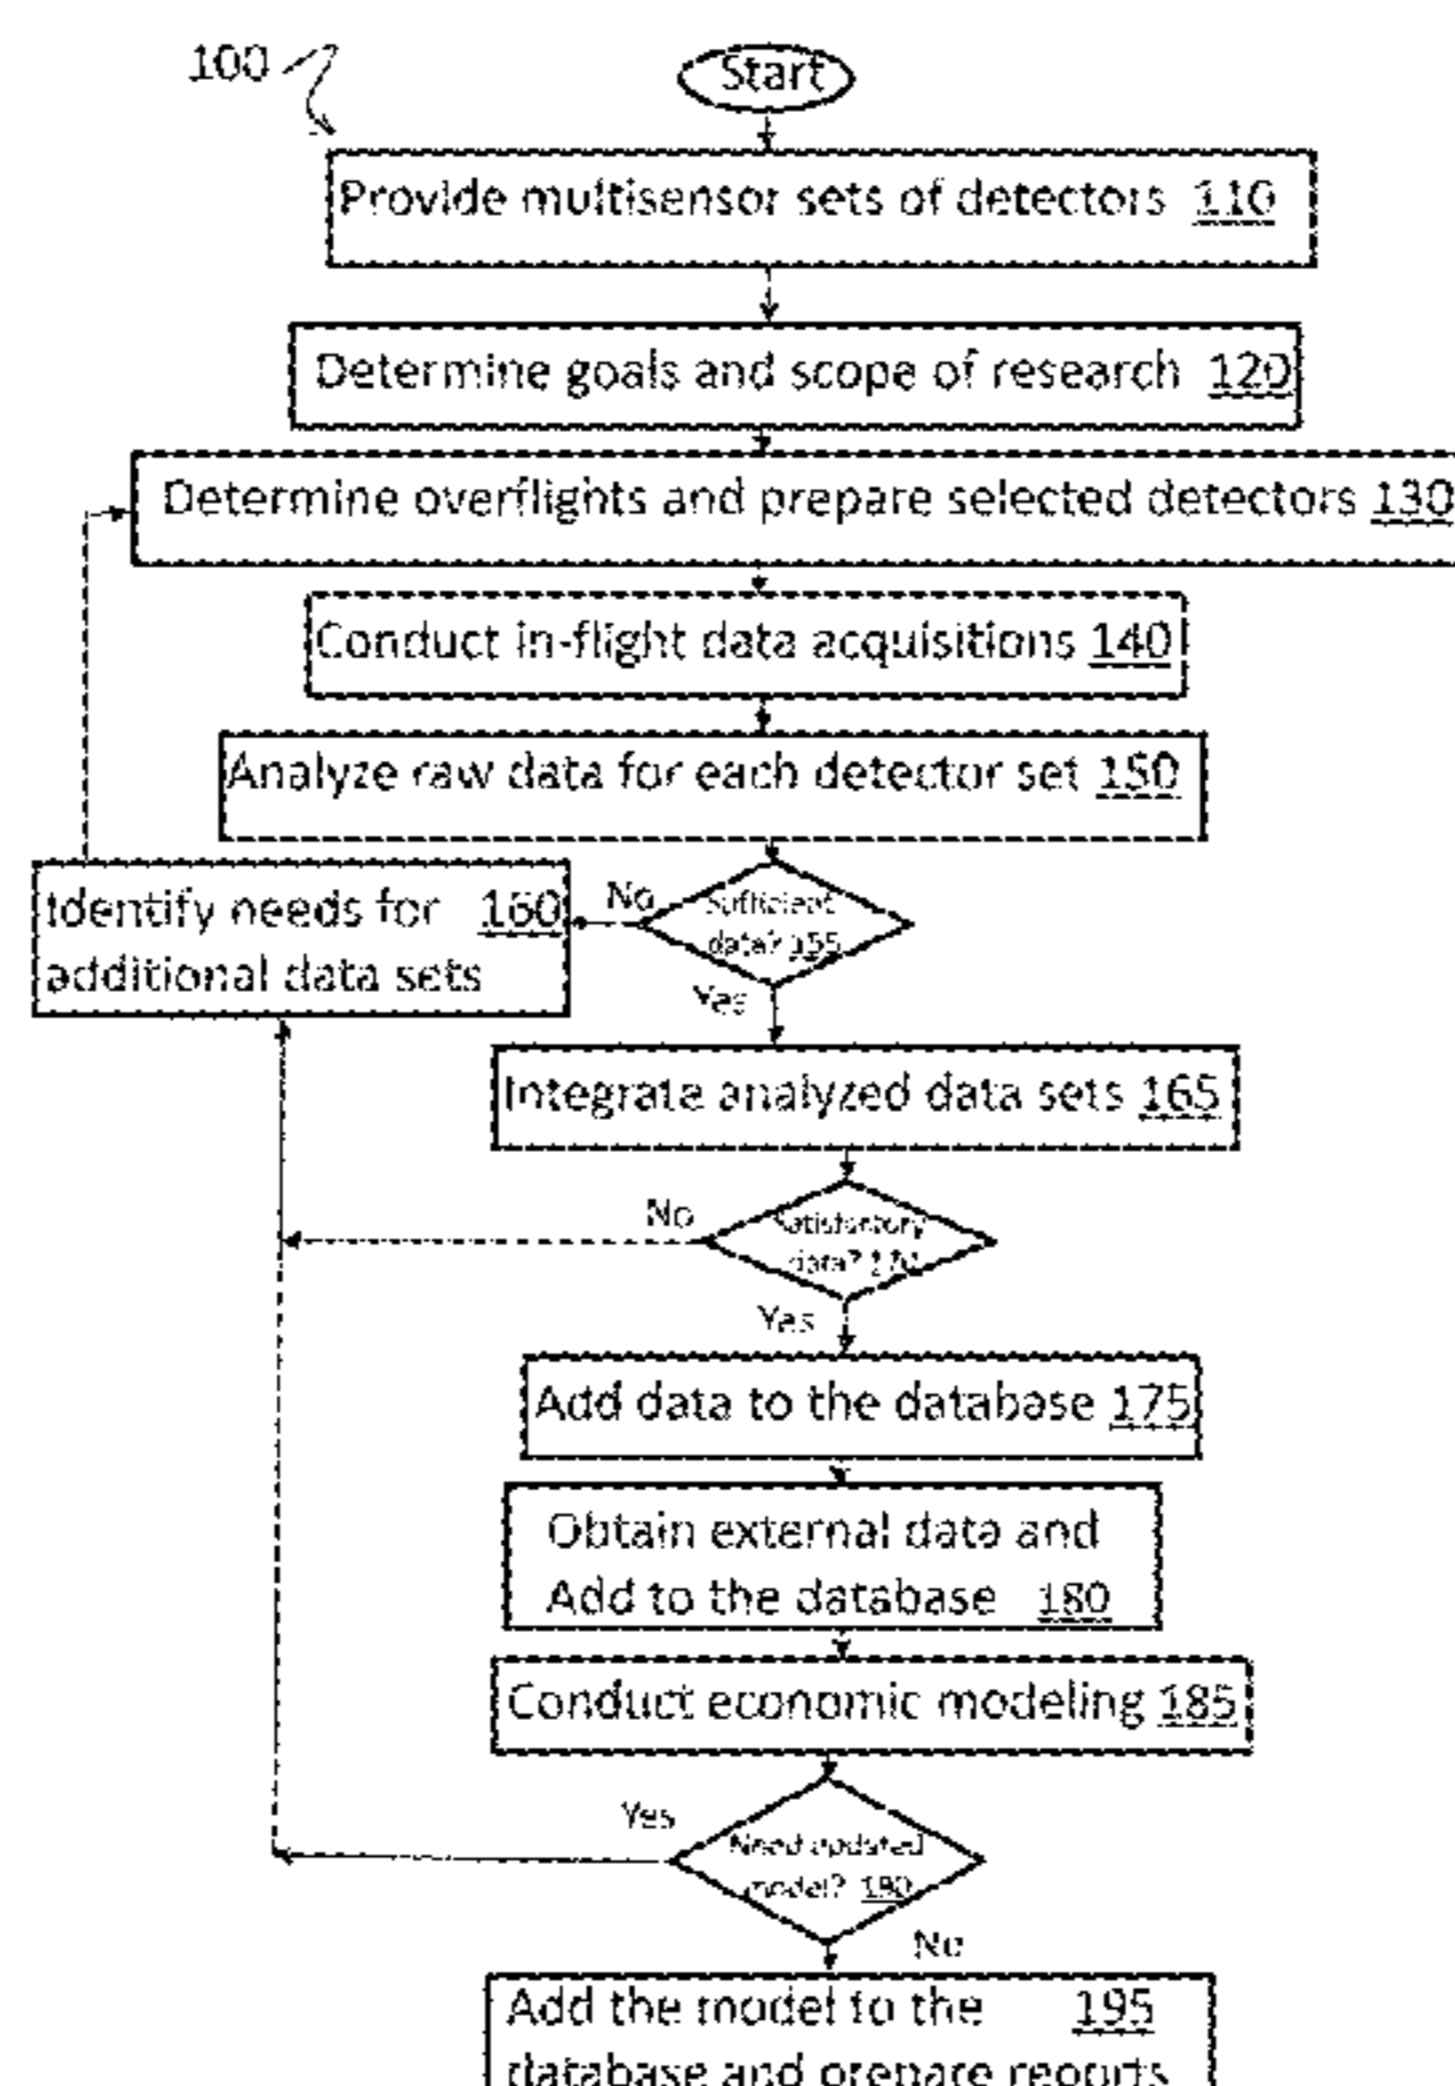 100
Start
Provide multisensor sets of detectors 110
Determine goals and scope of research 120
Determine overflights and prepare selected detectors 130
Conduct in-flight data acquisitions 140
Analyze raw data for each detector set 150
Identify needs for 160
additional data sets
No
Sufficient
data? 155
Yes
Integrate analyzed data sets 165
No
Satisfactory
data? 170
Yes
Add data to the database 175
Obtain external data and
Add to the database 180
Conduct economic modeling 185
Yes
Need updated
model? 190
No
Add the model to the 195
database and prepare reports